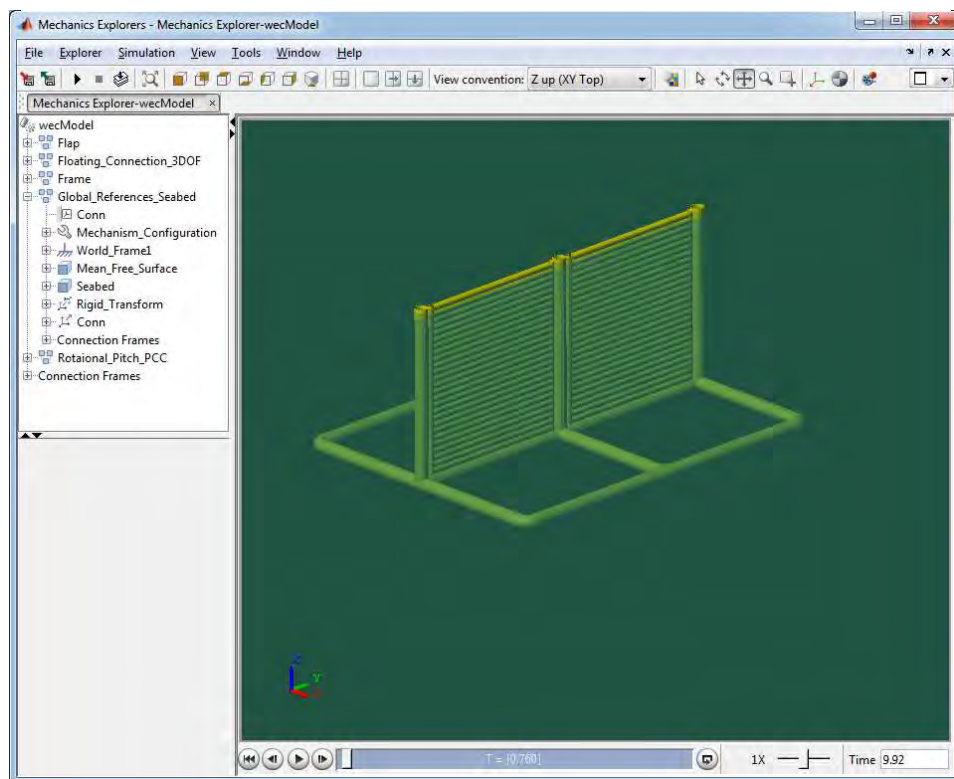 Mechanics Explorers - Mechanics Explorer-wecModel
File Explorer Simulation View Tools Window Help
View convention: Z up (XY Top)
Mechanics Explorer-wecModel ×
wecModel
Flap
Floating_Connection_3DOF
Frame
Global_References_Seabed
Conn
Mechanism_Configuration
World_Frame1
Mean_Free_Surface
Seabed
Rigid_Transform
Conn
Connection Frames
Rotaional_Pitch_PCC
Connection Frames
Z
Y
T = [0,760]
1X
Time 9.92